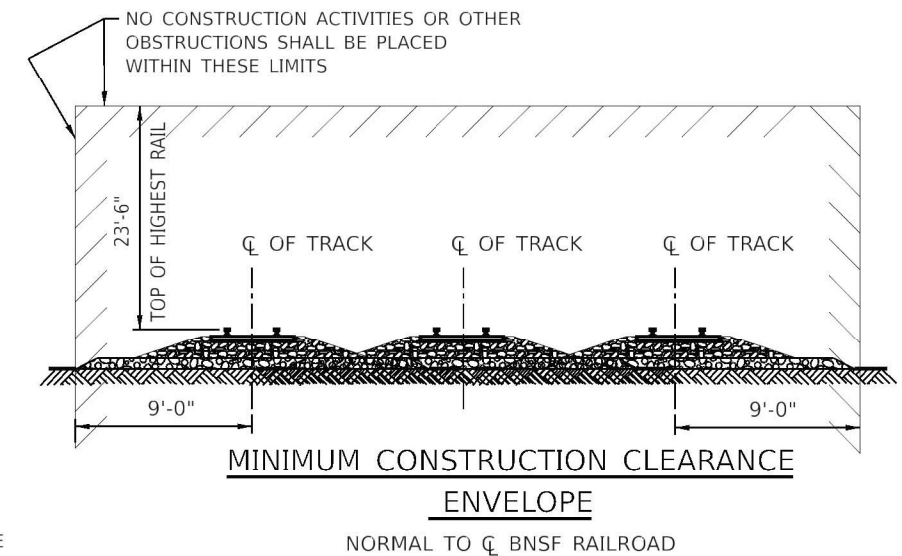 NO CONSTRUCTION ACTIVITIES OR OTHER
OBSTRUCTIONS SHALL BE PLACED
WITHIN THESE LIMITS
23'-6"
TOP OF HIGHEST RAIL
℄ OF TRACK
℄ OF TRACK
℄ OF TRACK
9'-0"
9'-0"
MINIMUM CONSTRUCTION CLEARANCE
ENVELOPE
NORMAL TO ℄ BNSF RAILROAD
E